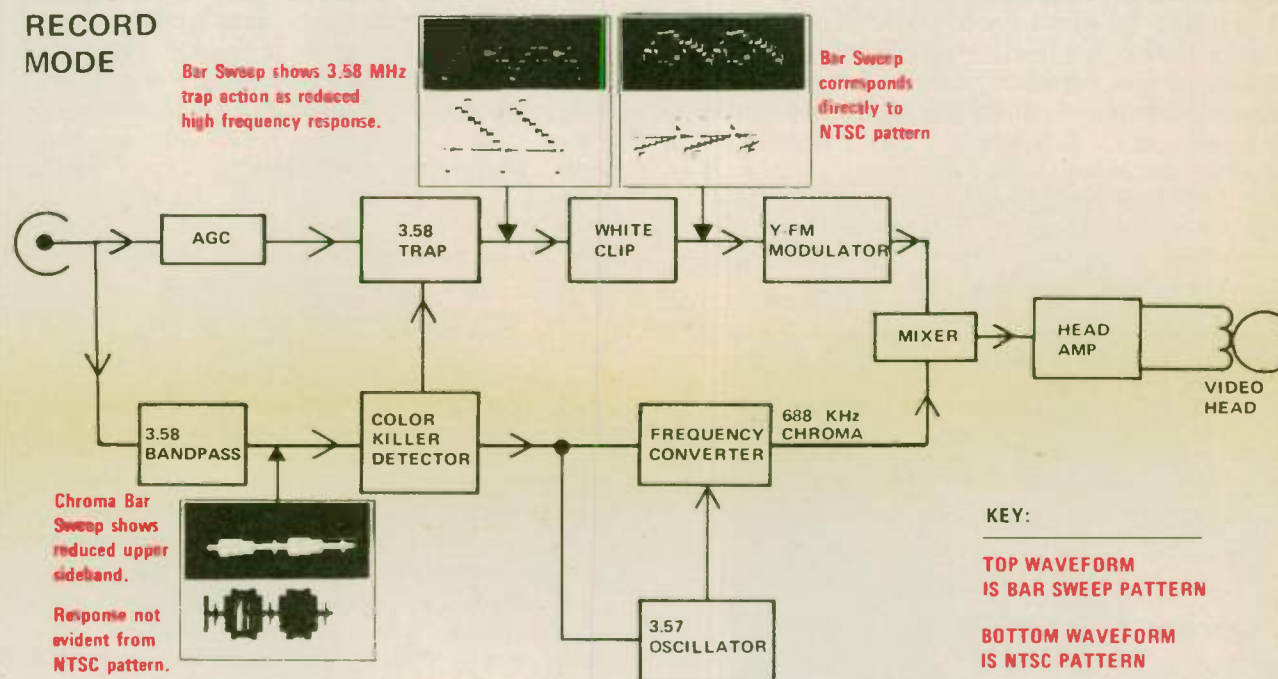 RECORD
MODE
Bar Sweep shows 3.58 MHz
trap action as reduced
high frequency response.
Bar Sweep
corresponds
directly to
NTSC pattern
AGC
3.58
TRAP
WHITE
CLIP
Y-FM
MODULATOR
MIXER
HEAD
AMP
VIDEO
HEAD
3.58
BANDPASS
COLOR
KILLER
DETECTOR
FREQUENCY
CONVERTER
688 KHz
CHROMA
3.57
OSCILLATOR
Chroma Bar
Sweep shows
reduced upper
sideband.
Response not
evident from
NTSC pattern.
KEY:
TOP WAVEFORM
IS BAR SWEEP PATTERN
BOTTOM WAVEFORM
IS NTSC PATTERN